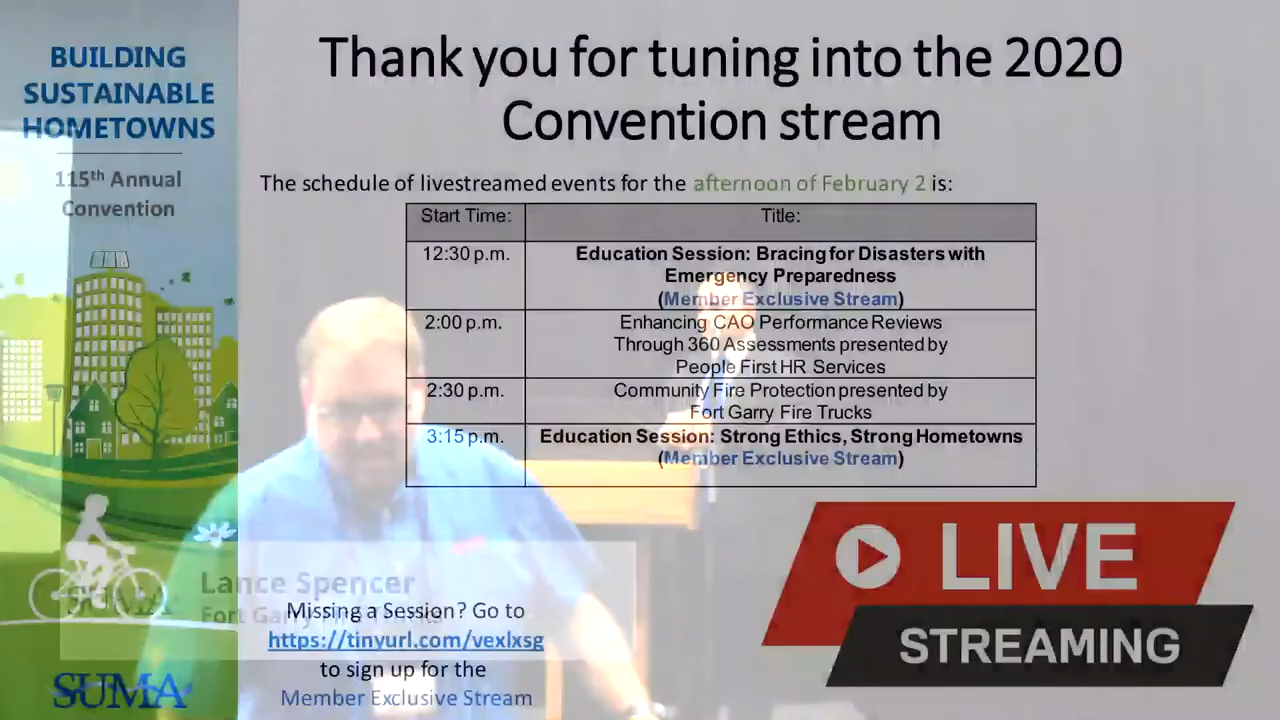 BUILDING
SUSTAINABLE
HOMETOWNS
115th Annual
Convention
Thank you for tuning into the 2020
Convention stream
The schedule of livestreamed events for the afternoon of February 2 is:
Start Time: Title:
12:30 p.m. Education Session: Bracing for Disasters with
Emergency Preparedness
(Member Exclusive Stream)
2:00 p.m. Enhancing CAO Performance Reviews
Through 360 Assessments presented by
People First HR Services
2:30 p.m. Community Fire Protection presented by
Fort Garry Fire Trucks
3:15 p.m. Education Session: Strong Ethics, Strong Hometowns
(Member Exclusive Stream)
LIVE
STREAMING
SUMA
Lance Spencer
Fort Garry
Missing a Session? Go to
https://tinyurl.com/vexlxsg
to sign up for the
Member Exclusive Stream
SUMA